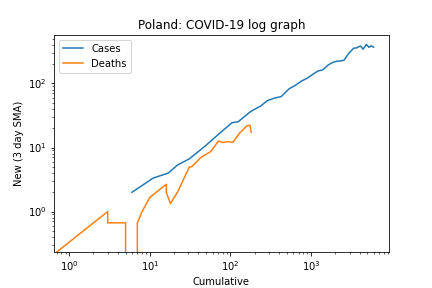 Poland: COVID-19 log graph
Cases
Deaths
New (3 day SMA)
10²
10¹
10⁰
10⁰ 10¹ 10² 10³
Cumulative